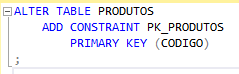 ALTER TABLE PRODUTOS
ADD CONSTRAINT PK_PRODUTOS
PRIMARY KEY (CODIGO)
;